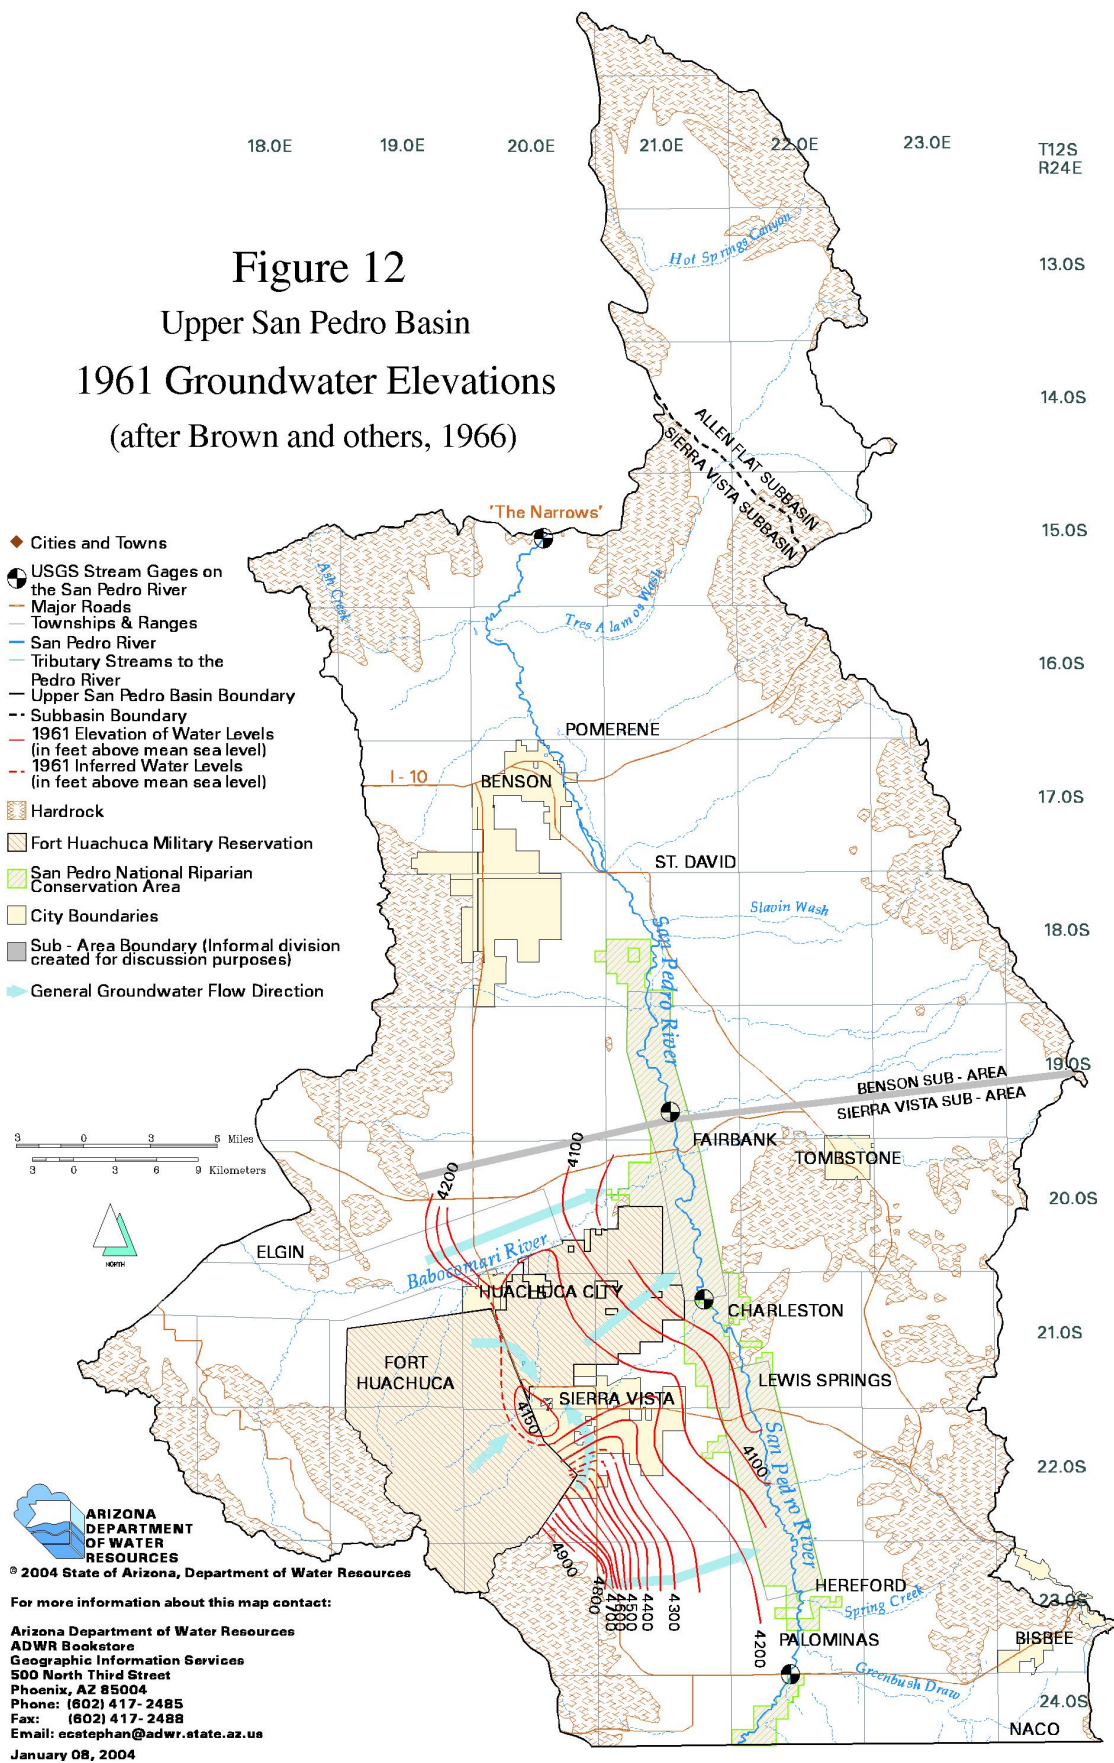 18.0E
19.0E
20.0E
21.0E
22.0E
23.0E
T12S
R24E
Hot Springs Canyon
Figure 12
Upper San Pedro Basin
1961 Groundwater Elevations
(after Brown and others, 1966)
13.0S
14.0S
ALLEN FLAT SUBBASIN
SIERRA VISTA SUBBASIN
'The Narrows'
15.0S
Cities and Towns
USGS Stream Gages on
the San Pedro River
Major Roads
Townships & Ranges
San Pedro River
Tributary Streams to the
Pedro River
Upper San Pedro Basin Boundary
Subbasin Boundary
1961 Elevation of Water Levels
(in feet above mean sea level)
1961 Inferred Water Levels
(in feet above mean sea level)
Hardrock
Fort Huachuca Military Reservation
San Pedro National Riparian
Conservation Area
City Boundaries
Sub - Area Boundary (Informal division
created for discussion purposes)
General Groundwater Flow Direction
Ash Creek
Tres Alamos Wash
16.0S
POMERENE
I - 10
BENSON
17.0S
ST. DAVID
Slavin Wash
18.0S
San Pedro River
19.0S
BENSON SUB - AREA
SIERRA VISTA SUB - AREA
3 0 3 6 Miles
3 0 3 6 9 Kilometers
NORTH
FAIRBANK
TOMBSTONE
4100
4200
20.0S
ELGIN
Babocomari River
HUACHUCA CITY
CHARLESTON
21.0S
FORT
HUACHUCA
LEWIS SPRINGS
SIERRA VISTA
4150
4100
San Pedro River
22.0S
ARIZONA
DEPARTMENT
OF WATER
RESOURCES
© 2004 State of Arizona, Department of Water Resources
4900
4800
4700
4600
4500
4400
4300
4200
HEREFORD
Spring Creek
23.0S
PALOMINAS
BISBEE
Greenbush Draw
24.0S
NACO
For more information about this map contact:
Arizona Department of Water Resources
ADWR Bookstore
Geographic Information Services
500 North Third Street
Phoenix, AZ 85004
Phone: (602) 417- 2485
Fax: (602) 417- 2488
Email: ecstephan@adwr.state.az.us
January 08, 2004